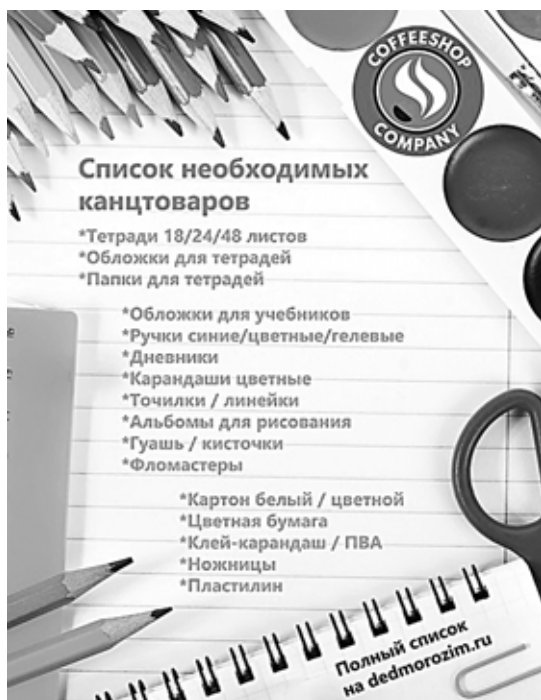 COFFEESHOP
COMPANY
Список необходимых
канцтоваров
*Тетради 18/24/48 листов
*Обложки для тетрадей
*Папки для тетрадей
*Обложки для учебников
*Ручки синие/цветные/гелевые
*Дневники
*Карандаши цветные
*Точилки / линейки
*Альбомы для рисования
*Гуашь / кисточки
*Фломастеры
*Картон белый / цветной
*Цветная бумага
*Клей-карандаш / ПВА
*Ножницы
*Пластилин
Полный список
на dedmorozim.ru